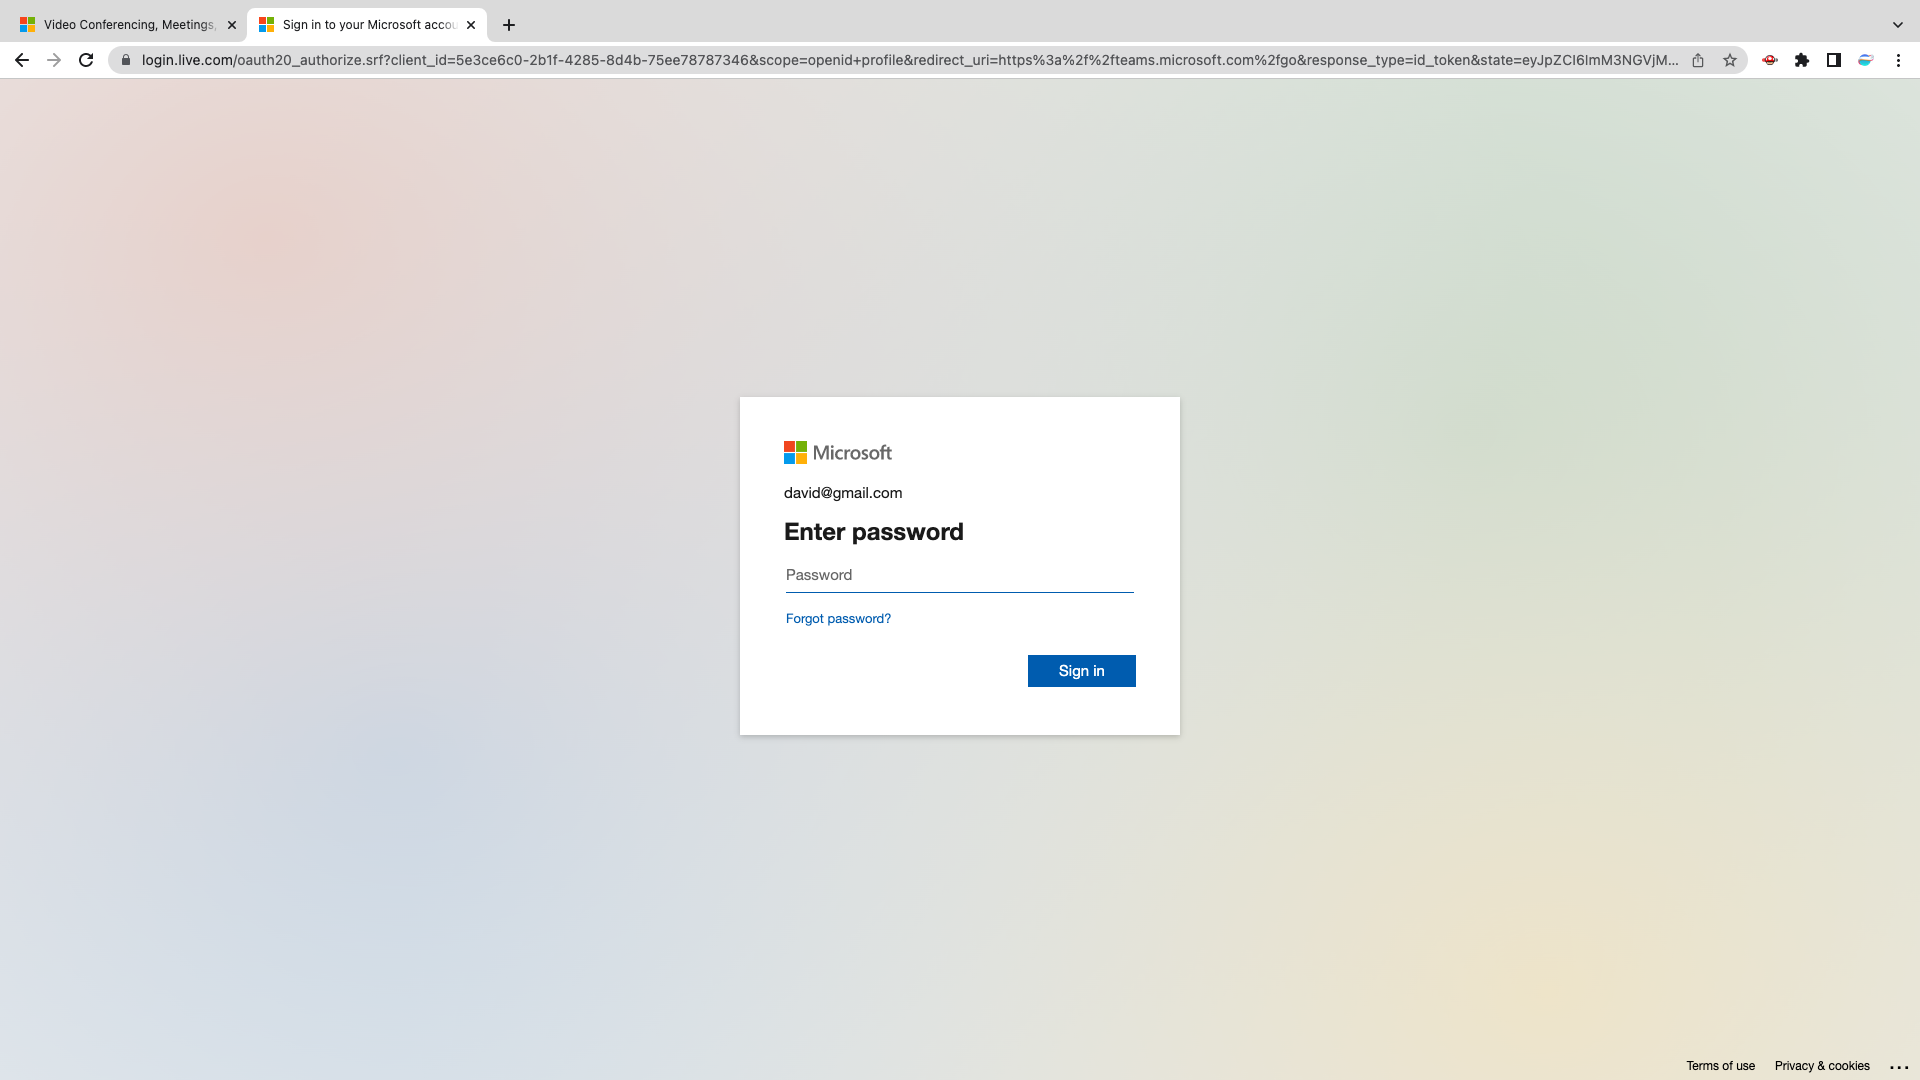 Video Conferencing, Meetings,
Sign in to your Microsoft accou
login.live.com/oauth20_authorize.srf?client_id=5e3ce6c0-2b1f-4285-8d4b-75ee78787346&scope=openid+profile&redirect_uri=https%3a%2f%2fteams.microsoft.com%2fgo&response_type=id_token&state=eyJpZCI6ImM3NGVjM...
Microsoft
david@gmail.com
Enter password
Password
Forgot password?
Sign in
Terms of use
Privacy & cookies